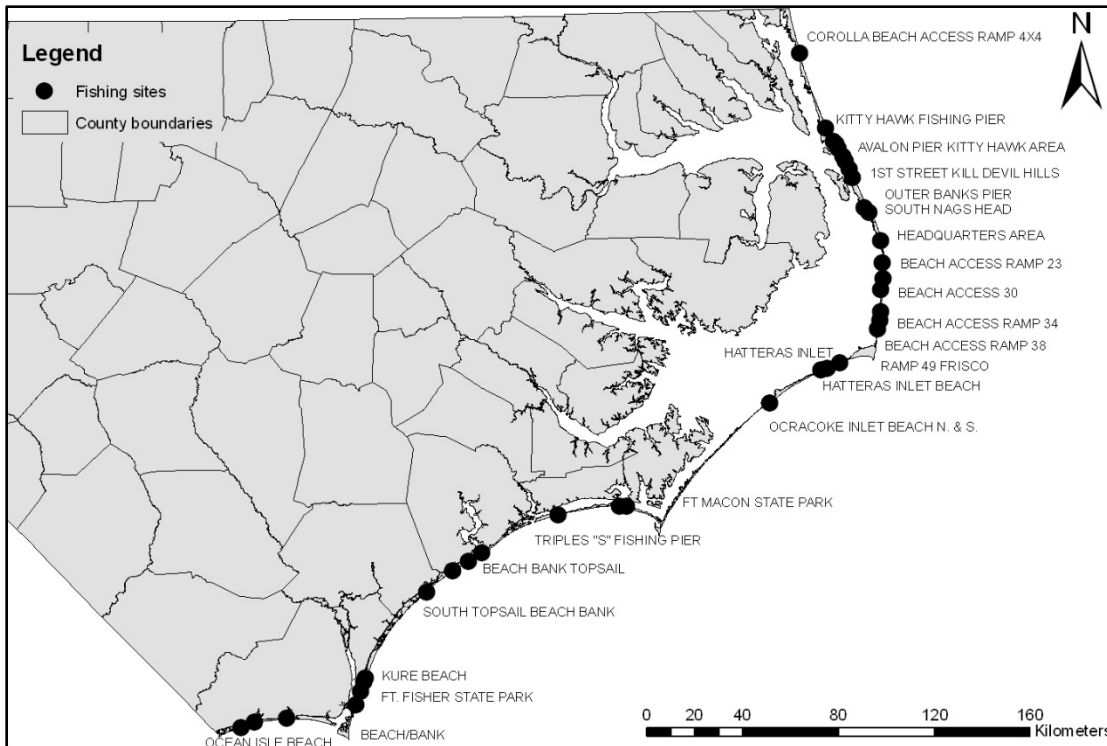 Legend
Fishing sites
County boundaries
N
COROLLA BEACH ACCESS RAMP 4X4
KITTY HAWK FISHING PIER
AVALON PIER KITTY HAWK AREA
1ST STREET KILL DEVIL HILLS
OUTER BANKS PIER
SOUTH NAGS HEAD
HEADQUARTERS AREA
BEACH ACCESS RAMP 23
BEACH ACCESS 30
BEACH ACCESS RAMP 34
BEACH ACCESS RAMP 38
HATTERAS INLET
RAMP 49 FRISCO
HATTERAS INLET BEACH
OCRACOKE INLET BEACH N. & S.
FT MACON STATE PARK
TRIPLES "S" FISHING PIER
BEACH BANK TOPSAIL
SOUTH TOPSAIL BEACH BANK
KURE BEACH
FT. FISHER STATE PARK
BEACH/BANK
OCEAN ISLE BEACH
0 20 40 80 120 160
Kilometers